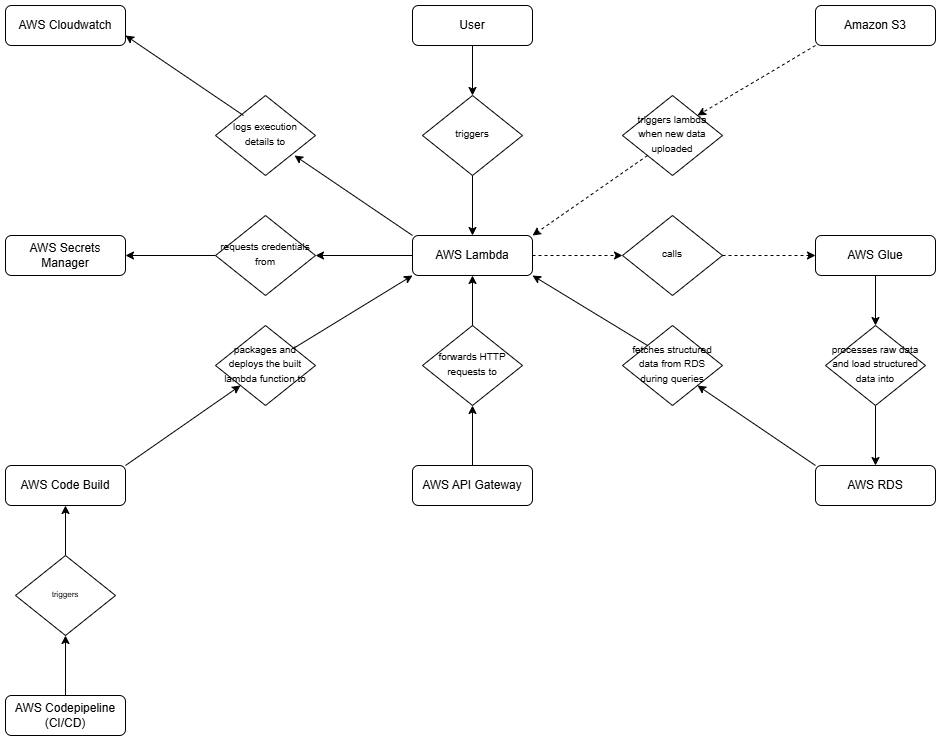 AWS Cloudwatch
User
Amazon S3
logs execution
details to
triggers
triggers lambda
when new data
uploaded
AWS Secrets
Manager
requests credentials
from
AWS Lambda
calls
AWS Glue
packages and
deploys the built
lambda function to
forwards HTTP
requests to
fetches structured
data from RDS
during queries
processes raw data
and load structured
data into
AWS Code Build
AWS API Gateway
AWS RDS
triggers
AWS Codepipeline
(CI/CD)